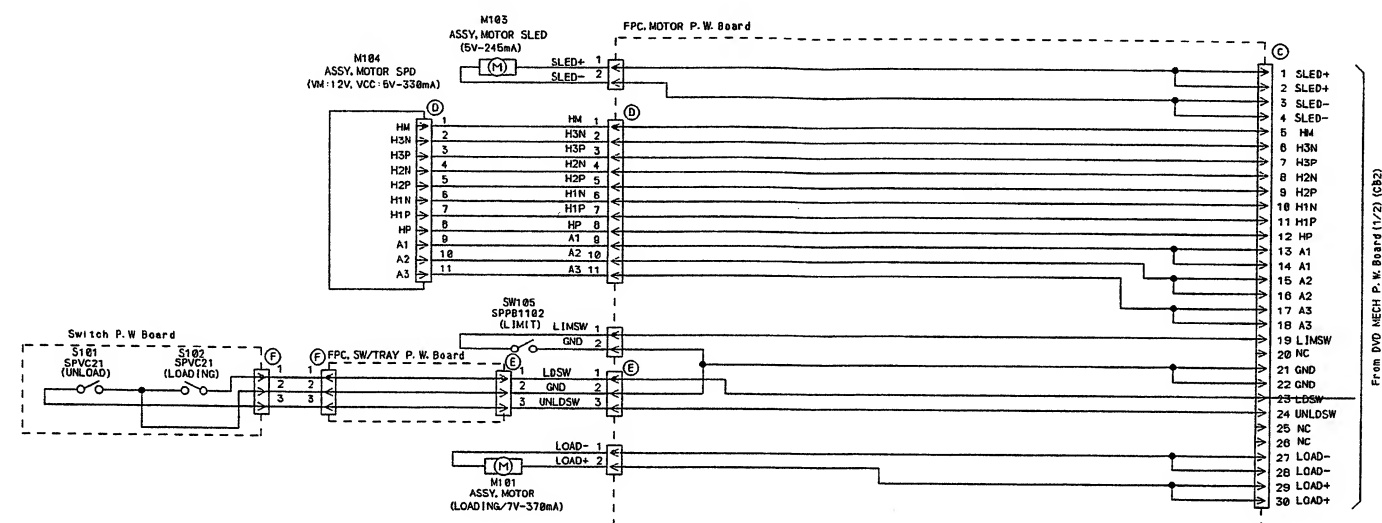 M103
ASSY, MOTOR SLED
(5V-245mA)
SLED+ 1
SLED- 2
FPC, MOTOR P. W. Board
M104
ASSY, MOTOR SPD
(VM:12V, VCC:5V-330mA)
D
D
HM 1 HM 1
H3N 2 H3N 2
H3P 3 H3P 3
H2N 4 H2N 4
H2P 5 H2P 5
H1N 6 H1N 6
H1P 7 H1P 7
HP 8 HP 8
A1 9 A1 9
A2 10 A2 10
A3 11 A3 11
SW105
SPPB1102
(LIMIT)
LIMSW 1
GND 2
Switch P. W Board
S101
SPVC21
(UNLOAD)
S102
SPVC21
(LOADING)
F
1
2
3
F
FPC, SW/TRAY P. W. Board
1
2
3
E
E
1 LDSW 1
2 GND 2
3 UNLDSW 3
LOAD- 1
LOAD+ 2
M
M
M101
ASSY, MOTOR
(LOADING/7V-370mA)
C
1 SLED+
2 SLED+
3 SLED-
4 SLED-
5 HM
6 H3N
7 H3P
8 H2N
9 H2P
10 H1N
11 H1P
12 HP
13 A1
14 A1
15 A2
16 A2
17 A3
18 A3
19 LIMSW
20 NC
21 GND
22 GND
23 LDSW
24 UNLDSW
25 NC
26 NC
27 LOAD-
28 LOAD-
29 LOAD+
30 LOAD+
From DVD MECH P. W. Board (1/2) (CB2)